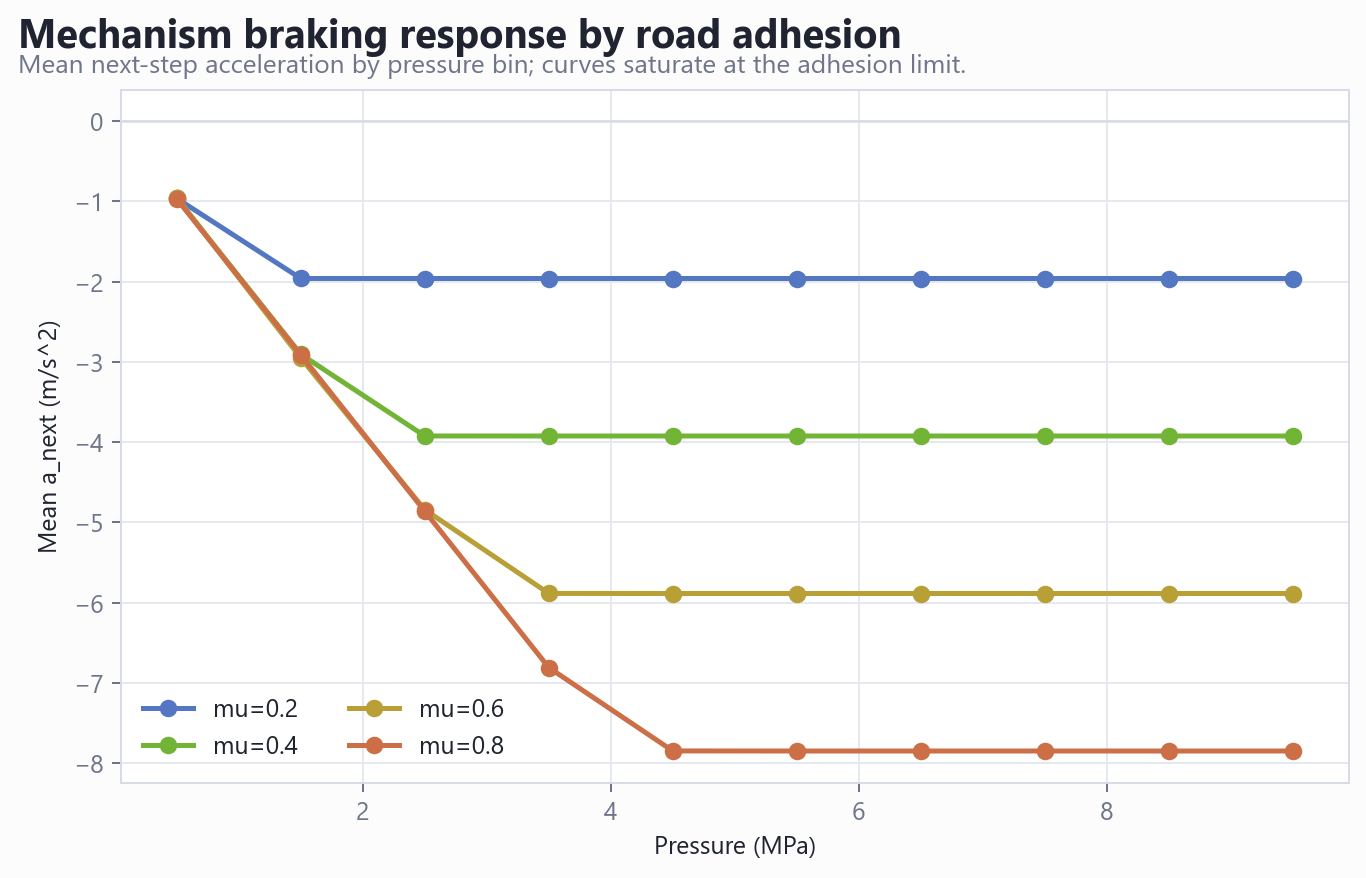 Mechanism braking response by road adhesion
Mean next-step acceleration by pressure bin; curves saturate at the adhesion limit.
0
−1
−2
−3
−4
−5
−6
−7
−8
Mean a_next (m/s^2)
mu=0.2 mu=0.6
mu=0.4 mu=0.8
2 4 6 8
Pressure (MPa)